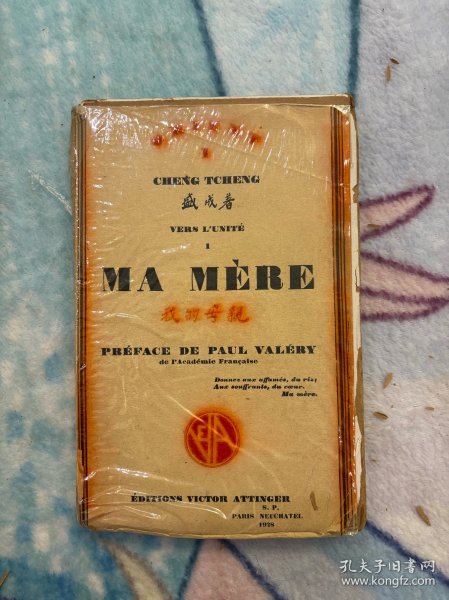 CHENG TCHENG
盛成著
VERS L'UNITÉ
1
MA MÈRE
我的母親
PRÉFACE DE PAUL VALÉRY
de l'Académie Française
Donnez aux affamés, du riz;
Aux souffrants, du cœur.
Ma mère.
ÉDITIONS VICTOR ATTINGER
S. P.
PARIS NEUCHATEL
1928
孔夫子旧书网
www.kongfz.com